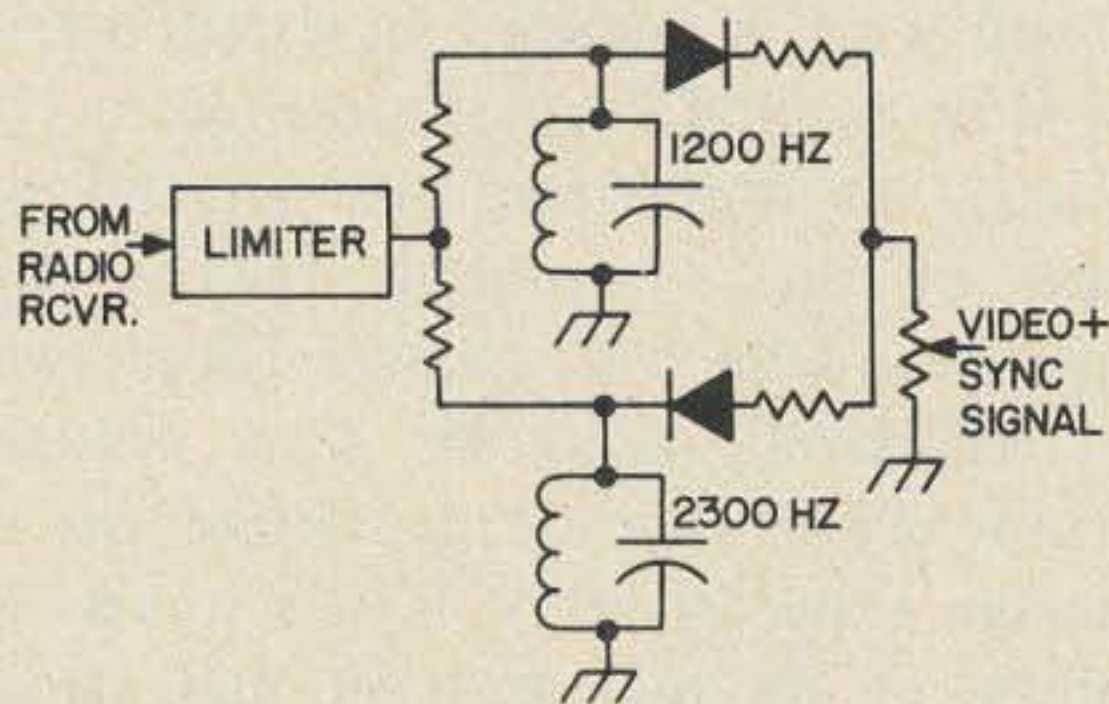 1200 HZ
FROM
RADIO
RCVR.
LIMITER
VIDEO+
SYNC
SIGNAL
2300 HZ